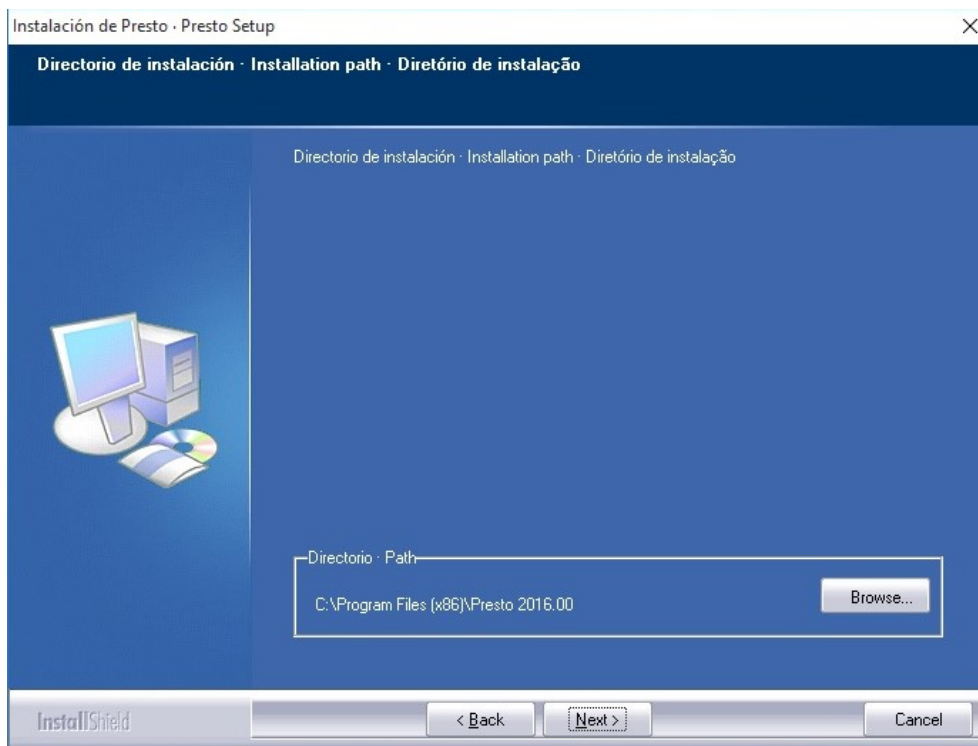 Instalación de Presto · Presto Setup
Directorio de instalación · Installation path · Diretório de instalação
Directorio de instalación · Installation path · Diretório de instalação
Directorio · Path
C:\Program Files (x86)\Presto 2016.00
Browse...
InstallShield
< Back
Next >
Cancel